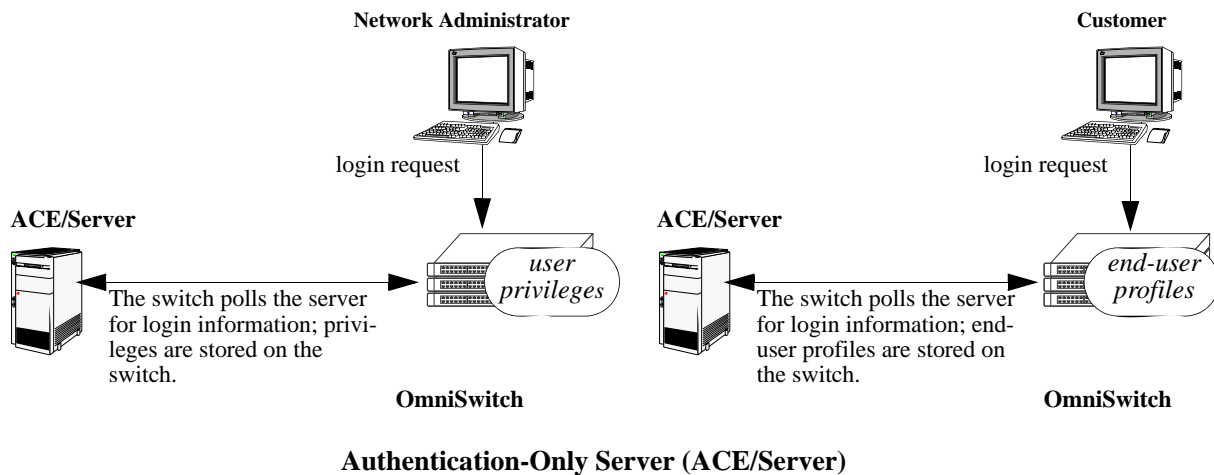 Network Administrator
login request
ACE/Server
user
privileges
The switch polls the server
for login information; privi-
leges are stored on the
switch.
OmniSwitch
Customer
login request
ACE/Server
end-user
profiles
The switch polls the server
for login information; end-
user profiles are stored on
the switch.
OmniSwitch
Authentication-Only Server (ACE/Server)